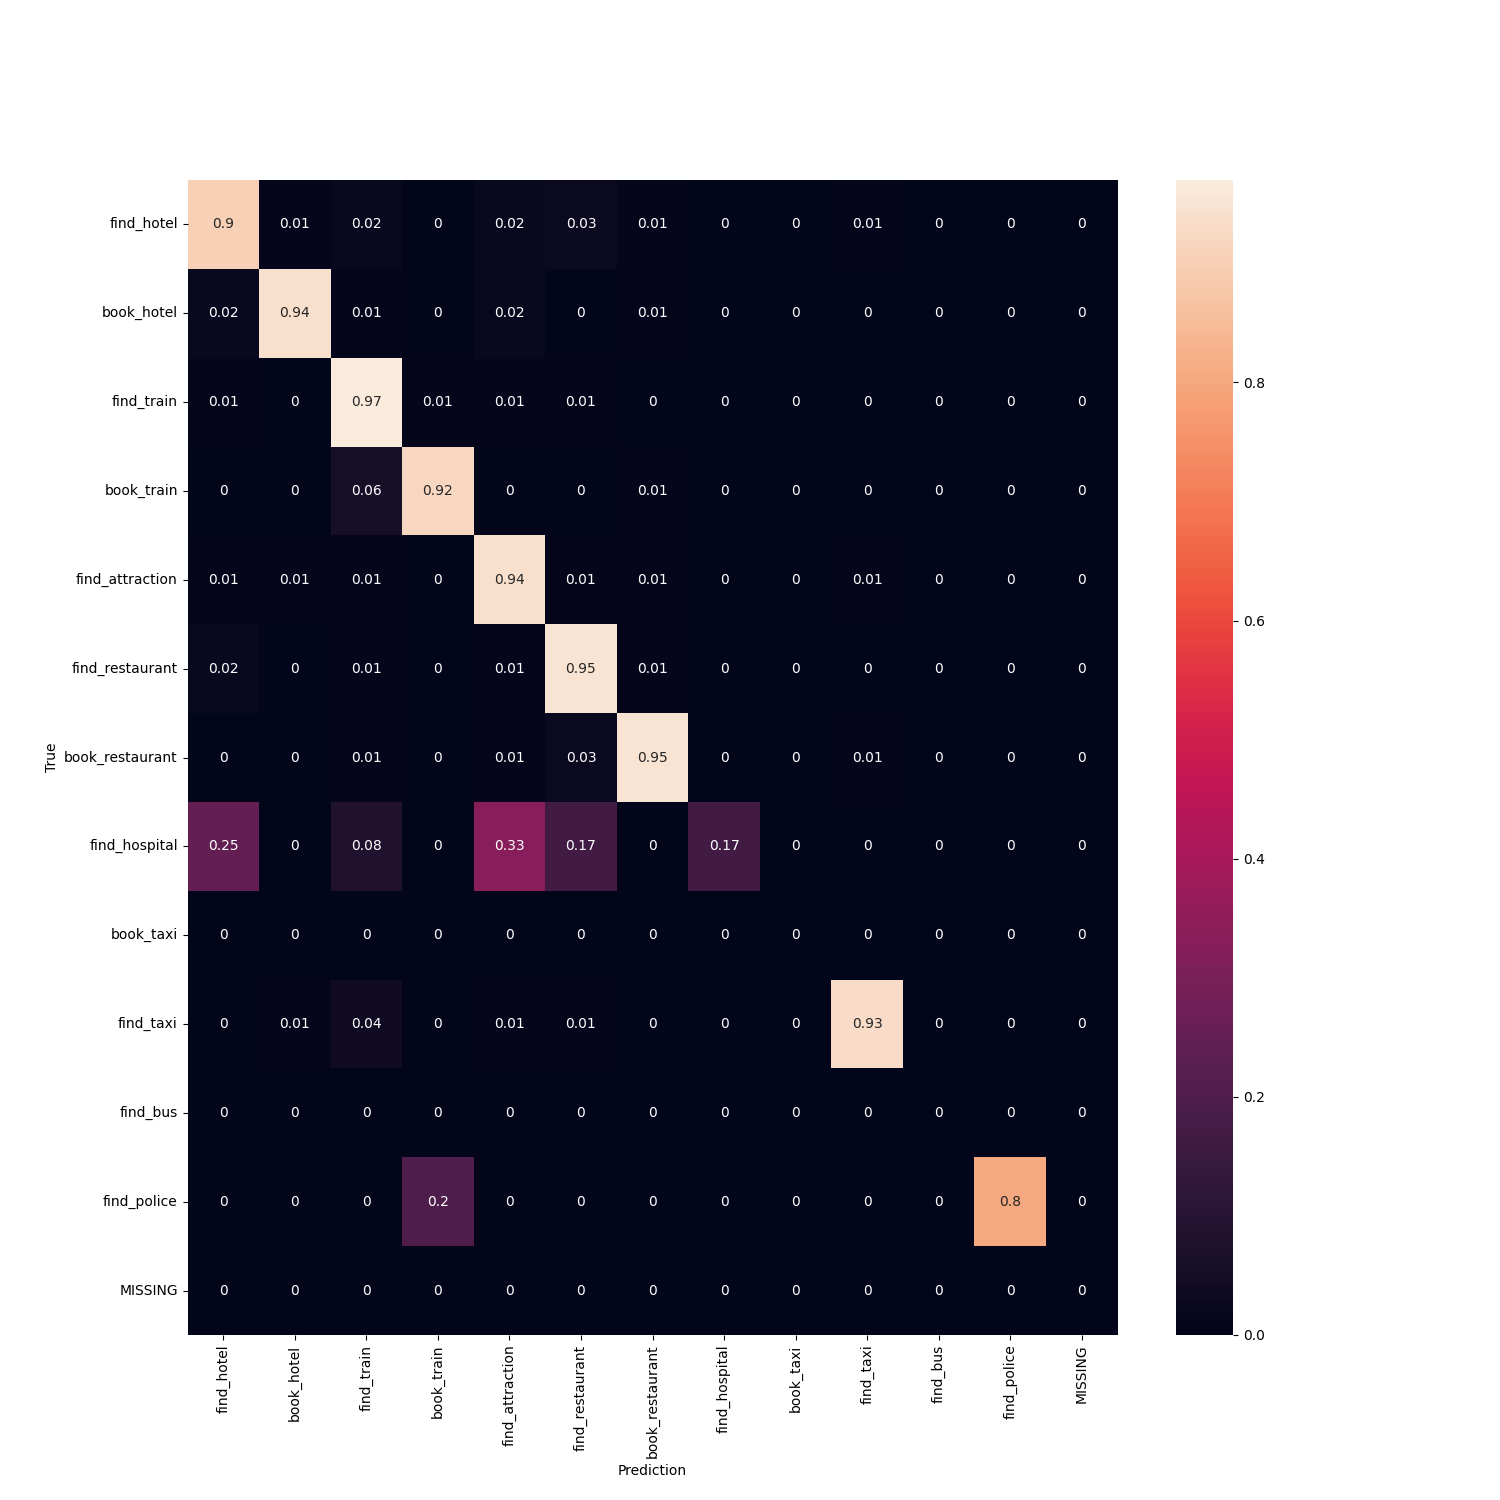 find_hotel 0.9 0.01 0.02 0 0.02 0.03 0.01 0 0 0.01 0 0 0
book_hotel 0.02 0.94 0.01 0 0.02 0 0.01 0 0 0 0 0 0
find_train 0.01 0 0.97 0.01 0.01 0.01 0 0 0 0 0 0 0
book_train 0 0 0.06 0.92 0 0 0.01 0 0 0 0 0 0
find_attraction 0.01 0.01 0.01 0 0.94 0.01 0.01 0 0 0.01 0 0 0
find_restaurant 0.02 0 0.01 0 0.01 0.95 0.01 0 0 0 0 0 0
True
book_restaurant 0 0 0.01 0 0.01 0.03 0.95 0 0 0.01 0 0 0
find_hospital 0.25 0 0.08 0 0.33 0.17 0 0.17 0 0 0 0 0
book_taxi 0 0 0 0 0 0 0 0 0 0 0 0 0
find_taxi 0 0.01 0.04 0 0.01 0.01 0 0 0 0.93 0 0 0
find_bus 0 0 0 0 0 0 0 0 0 0 0 0 0
find_police 0 0 0 0.2 0 0 0 0 0 0 0 0.8 0
MISSING 0 0 0 0 0 0 0 0 0 0 0 0 0
find_hotel book_hotel find_train book_train find_attraction find_restaurant book_restaurant find_hospital book_taxi find_taxi find_bus find_police MISSING
Prediction
0.8
0.6
0.4
0.2
0.0